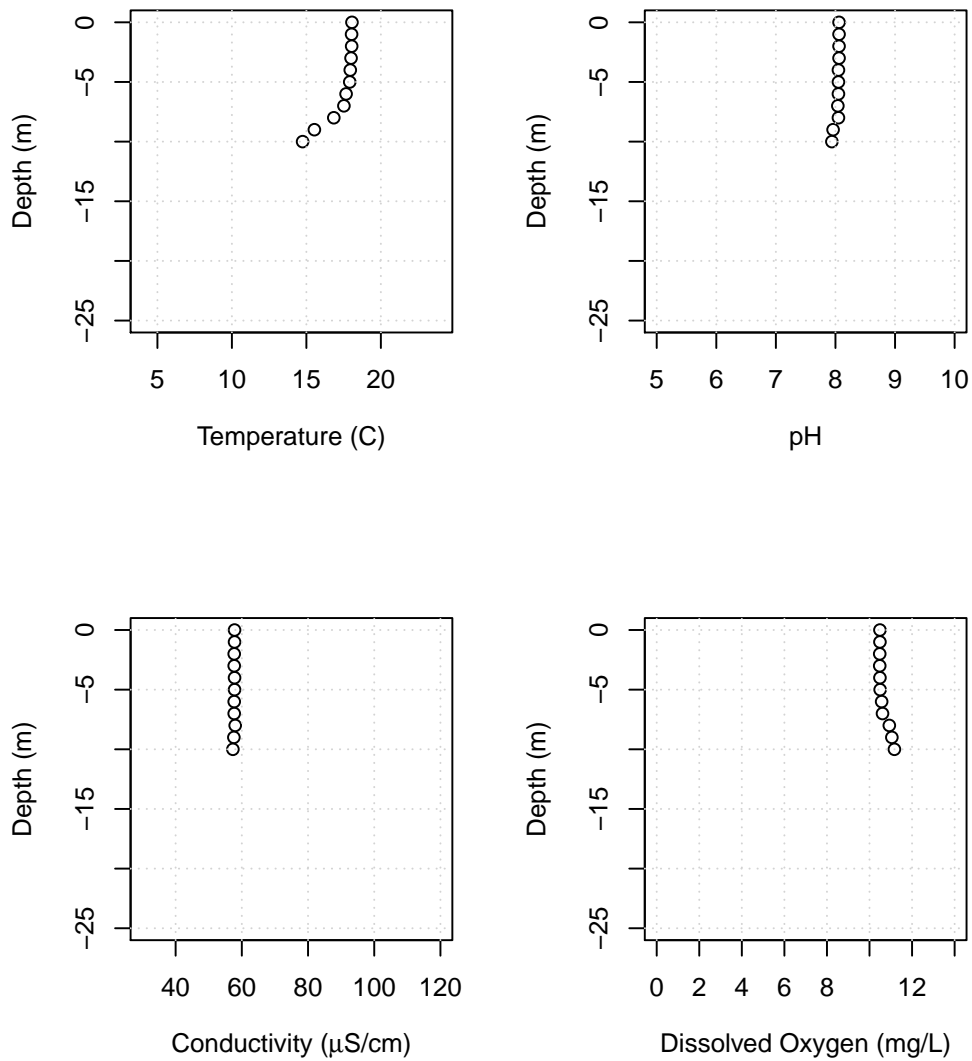 0
−5
−15
−25
Depth (m)
5 10 15 20
Temperature (C)
0
−5
−15
−25
Depth (m)
5 6 7 8 9 10
pH
0
−5
−15
−25
Depth (m)
40 60 80 100 120
Conductivity (µS/cm)
0
−5
−15
−25
Depth (m)
0 2 4 6 8 12
Dissolved Oxygen (mg/L)